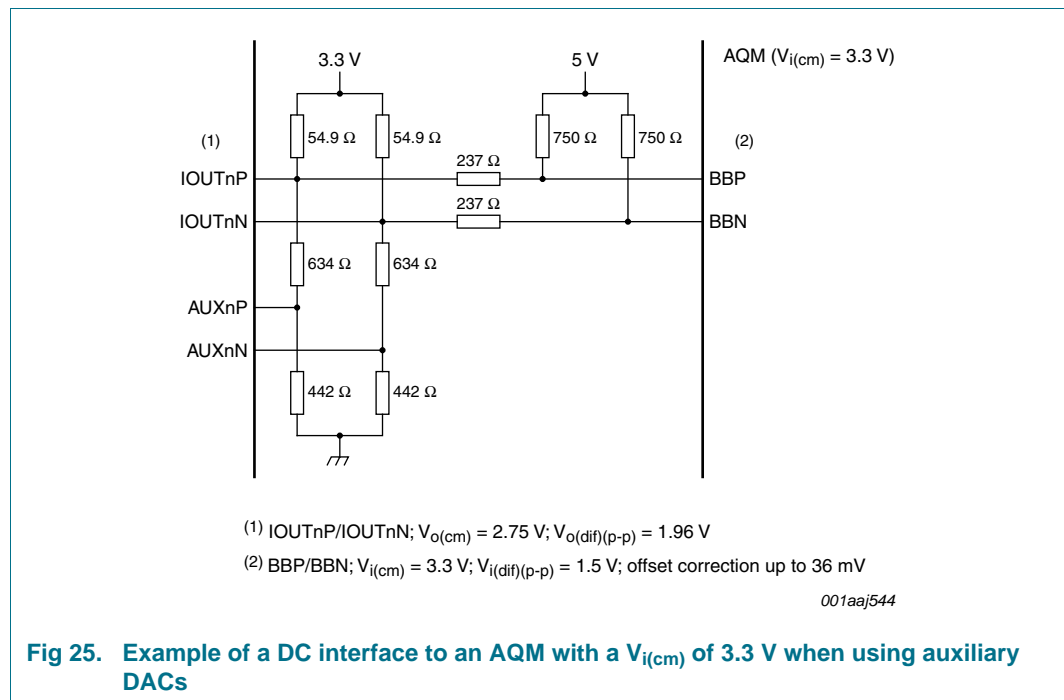 3.3 V
5 V
AQM (Vi(cm) = 3.3 V)
(1)
54.9 Ω
54.9 Ω
750 Ω
750 Ω
(2)
237 Ω
IOUTnP
BBP
237 Ω
IOUTnN
BBN
634 Ω
634 Ω
AUXnP
AUXnN
442 Ω
442 Ω
(1) IOUTnP/IOUTnN; Vo(cm) = 2.75 V; Vo(dif)(p-p) = 1.96 V
(2) BBP/BBN; Vi(cm) = 3.3 V; Vi(dif)(p-p) = 1.5 V; offset correction up to 36 mV
001aaj544
Fig 25. Example of a DC interface to an AQM with a Vi(cm) of 3.3 V when using auxiliary
DACs